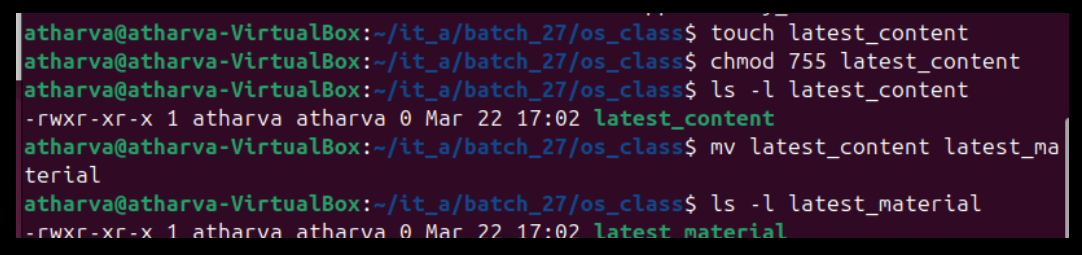 atharva@atharva-VirtualBox:~/it_a/batch_27/os_class$ touch latest_content
atharva@atharva-VirtualBox:~/it_a/batch_27/os_class$ chmod 755 latest_content
atharva@atharva-VirtualBox:~/it_a/batch_27/os_class$ ls -l latest_content
-rwxr-xr-x 1 atharva atharva 0 Mar 22 17:02 latest_content
atharva@atharva-VirtualBox:~/it_a/batch_27/os_class$ mv latest_content latest_ma
terial
atharva@atharva-VirtualBox:~/it_a/batch_27/os_class$ ls -l latest_material
-rwxr-xr-x 1 atharva atharva 0 Mar 22 17:02 latest_material